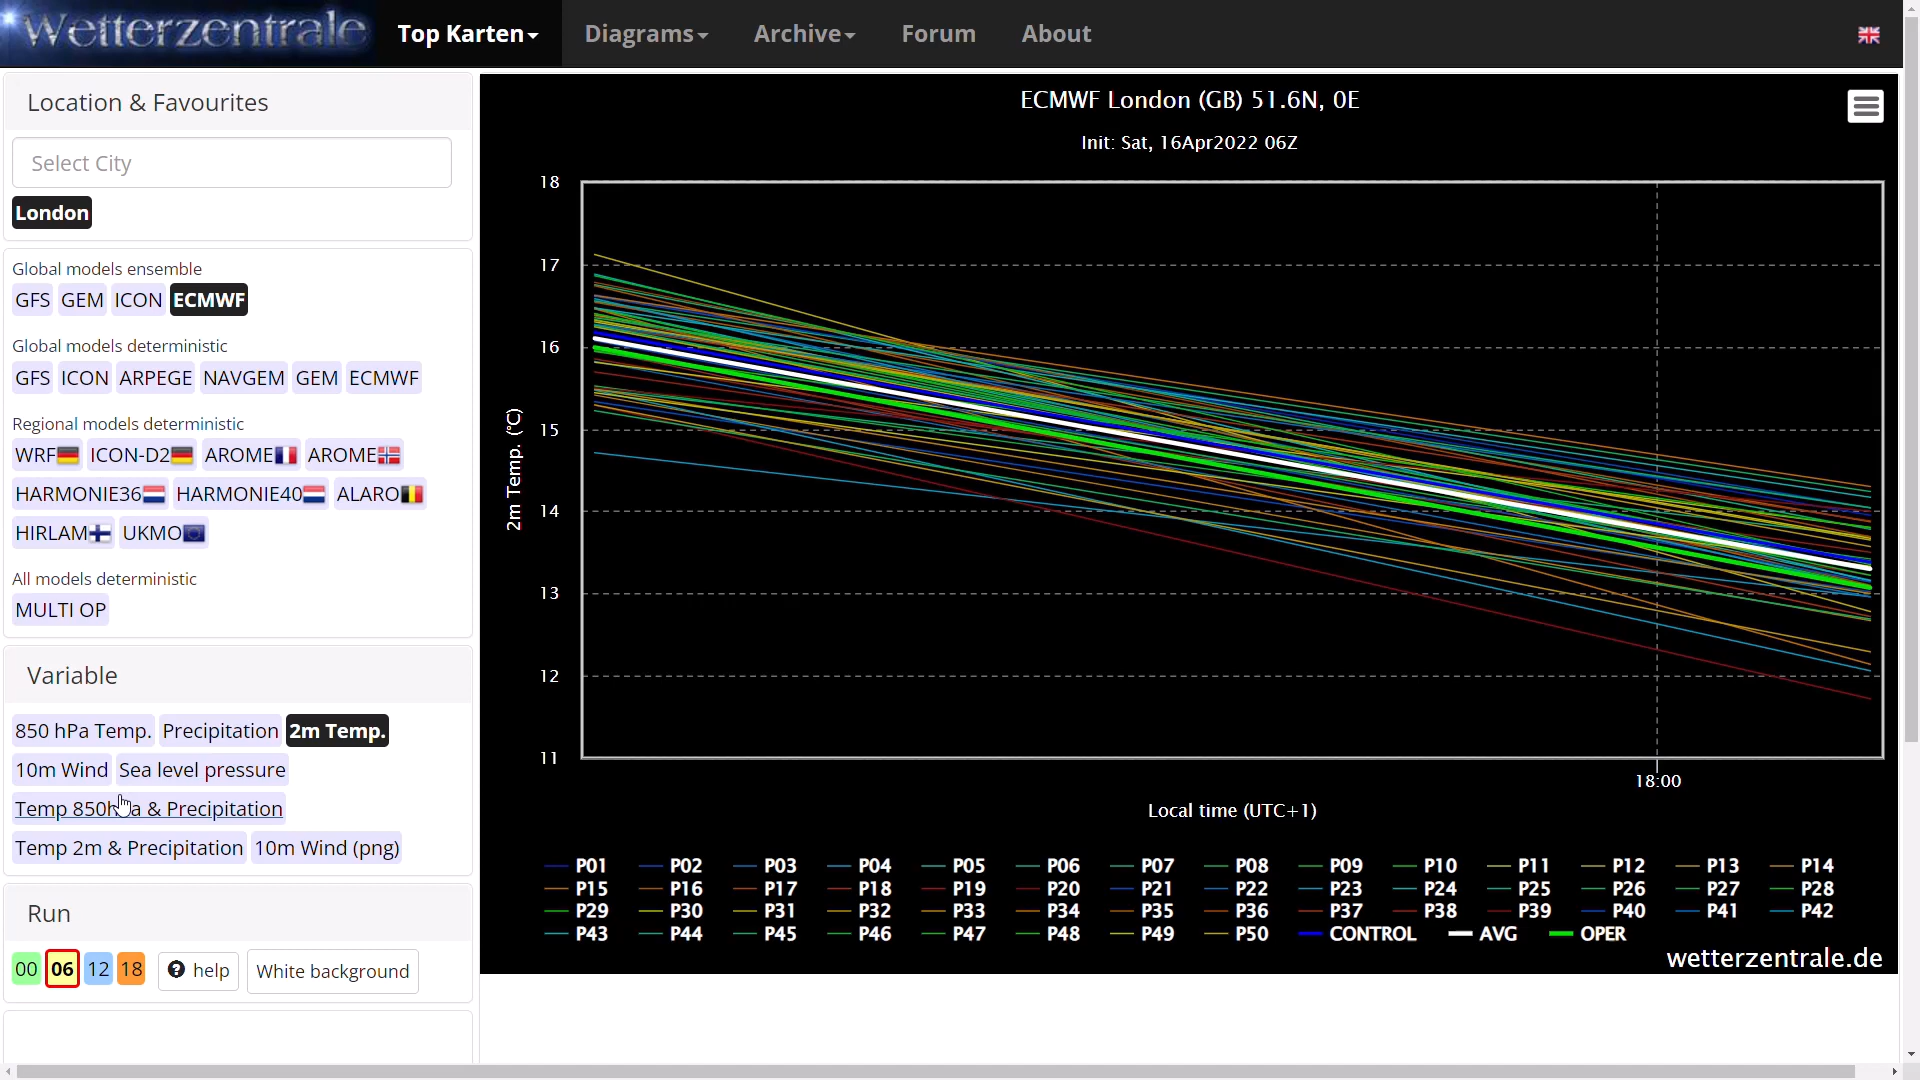 Wetterzentrale Top Karten Diagrams Archive Forum About
Location & Favourites
Select City
London
Global models ensemble
GFS GEM ICON ECMWF
Global models deterministic
GFS ICON ARPEGE NAVGEM GEM ECMWF
Regional models deterministic
WRF ICON-D2 AROME AROME
HARMONIE36 HARMONIE40 ALARO
HIRLAM UKMO
All models deterministic
MULTI OP
Variable
850 hPa Temp. Precipitation 2m Temp.
10m Wind Sea level pressure
Temp 850hPa & Precipitation
Temp 2m & Precipitation 10m Wind (png)
Run
00 06 12 18 help White background
ECMWF London (GB) 51.6N, 0E
Init: Sat, 16Apr2022 06Z
18
17
16
15
14
13
12
11
2m Temp. (°C)
18:00
Local time (UTC+1)
P01 P02 P03 P04 P05 P06 P07 P08 P09 P10 P11 P12 P13 P14
P15 P16 P17 P18 P19 P20 P21 P22 P23 P24 P25 P26 P27 P28
P29 P30 P31 P32 P33 P34 P35 P36 P37 P38 P39 P40 P41 P42
P43 P44 P45 P46 P47 P48 P49 P50 CONTROL AVG OPER
wetterzentrale.de